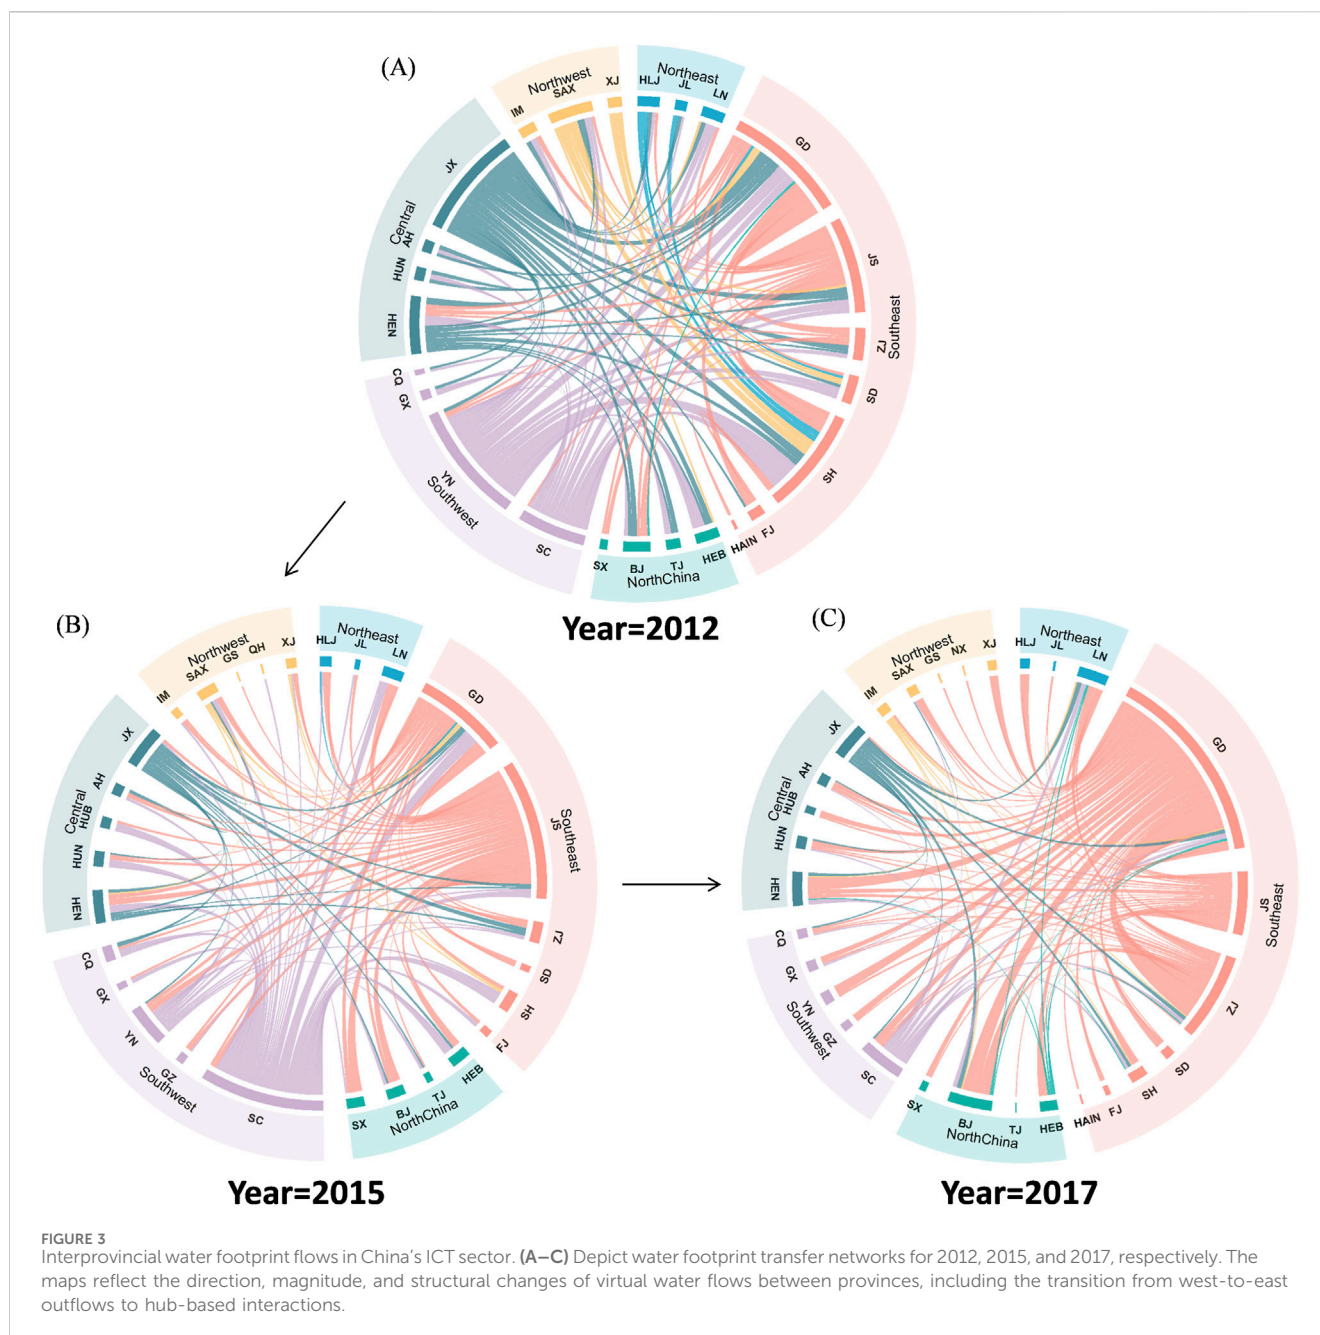 (A)
Northwest
IM
SAX
XJ
Northeast
HLJ
JL
LN
Southeast
GD
JS
ZJ
SD
SH
FJ
HAIN
NorthChina
HEB
TJ
BJ
SX
Southwest
SC
YN
GX
CQ
Central
HEN
HUN
AH
JX
Year=2012
(B)
Northwest
IM
SAX
GS
QH
XJ
Northeast
HLJ
JL
LN
Southeast
GD
JS
ZJ
SD
SH
FJ
NorthChina
HEB
TJ
BJ
SX
Southwest
SC
GZ
YN
GX
CQ
Central
HEN
HUN
HUB
AH
JX
Year=2015
(C)
Northwest
IM
SAX
GS
NX
XJ
Northeast
HLJ
JL
LN
Southeast
GD
JS
ZJ
SD
SH
FJ
HAIN
NorthChina
HEB
TJ
BJ
SX
Southwest
SC
GZ
YN
GX
CQ
Central
HEN
HUN
HUB
AH
JX
Year=2017
FIGURE 3
Interprovincial water footprint flows in China's ICT sector. (A–C) Depict water footprint transfer networks for 2012, 2015, and 2017, respectively. The
maps reflect the direction, magnitude, and structural changes of virtual water flows between provinces, including the transition from west-to-east
outflows to hub-based interactions.